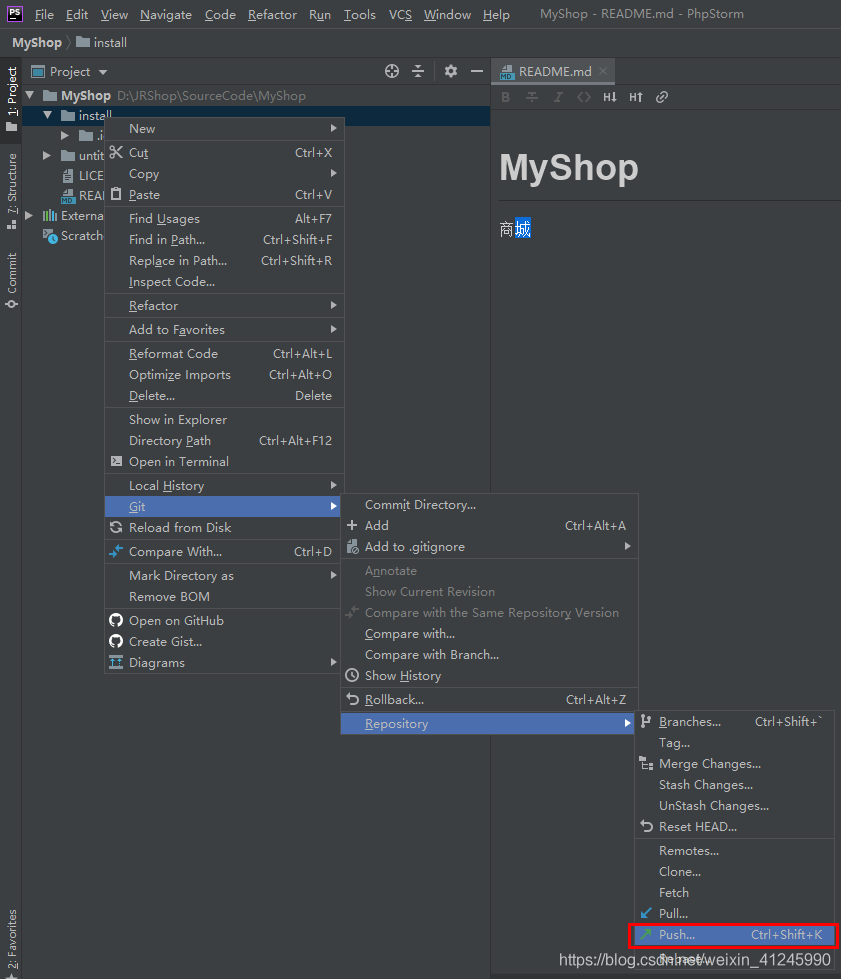 PS File Edit View Navigate Code Refactor Run Tools VCS Window Help MyShop - README.md - PhpStorm
MyShop install
1: Project
7: Structure
Commit
2: Favorites
Project
README.md
MyShop D:\JRShop\SourceCode\MyShop
install
.i
untit
LICE
READ
Externa
Scratch
B I H↓ H↑
MyShop
商城
New
Cut Ctrl+X
Copy
Paste Ctrl+V
Find Usages Alt+F7
Find in Path... Ctrl+Shift+F
Replace in Path... Ctrl+Shift+R
Inspect Code...
Refactor
Add to Favorites
Reformat Code Ctrl+Alt+L
Optimize Imports Ctrl+Alt+O
Delete... Delete
Show in Explorer
Directory Path Ctrl+Alt+F12
Open in Terminal
Local History
Git
Reload from Disk
Compare With... Ctrl+D
Mark Directory as
Remove BOM
Open on GitHub
Create Gist...
Diagrams
Commit Directory...
Add Ctrl+Alt+A
Add to .gitignore
Annotate
Show Current Revision
Compare with the Same Repository Version
Compare with...
Compare with Branch...
Show History
Rollback... Ctrl+Alt+Z
Repository
Branches... Ctrl+Shift+`
Tag...
Merge Changes...
Stash Changes...
UnStash Changes...
Reset HEAD...
Remotes...
Clone...
Fetch
Pull...
Push... Ctrl+Shift+K
https://blog.csdn.net/weixin_41245990